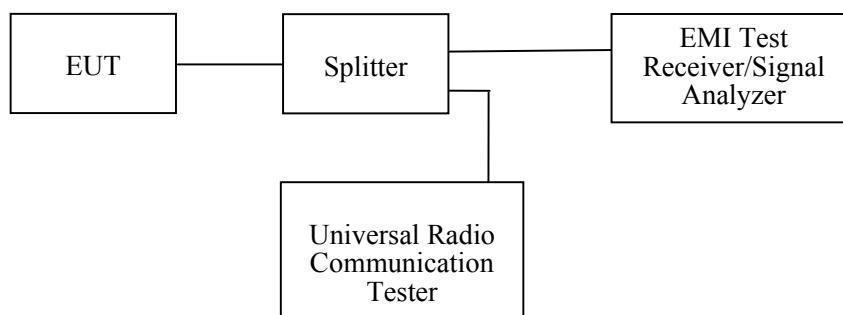 EUT
Splitter
EMI Test
Receiver/Signal
Analyzer
Universal Radio
Communication
Tester